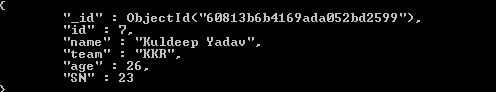 {
"_id" : ObjectId("60813b6b4169ada052bd2599"),
"id" : 7,
"name" : "Kuldeep Yadav",
"team" : "KKR",
"age" : 26,
"SN" : 23
}